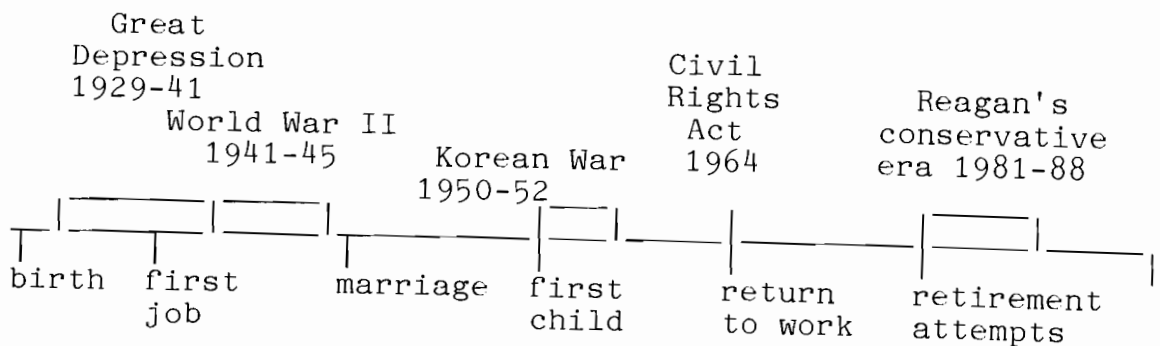 Great
Depression
1929-41
World War II
1941-45
Korean War
1950-52
Civil
Rights
Act
1964
Reagan's
conservative
era 1981-88
birth
first
job
marriage
first
child
return
to work
retirement
attempts